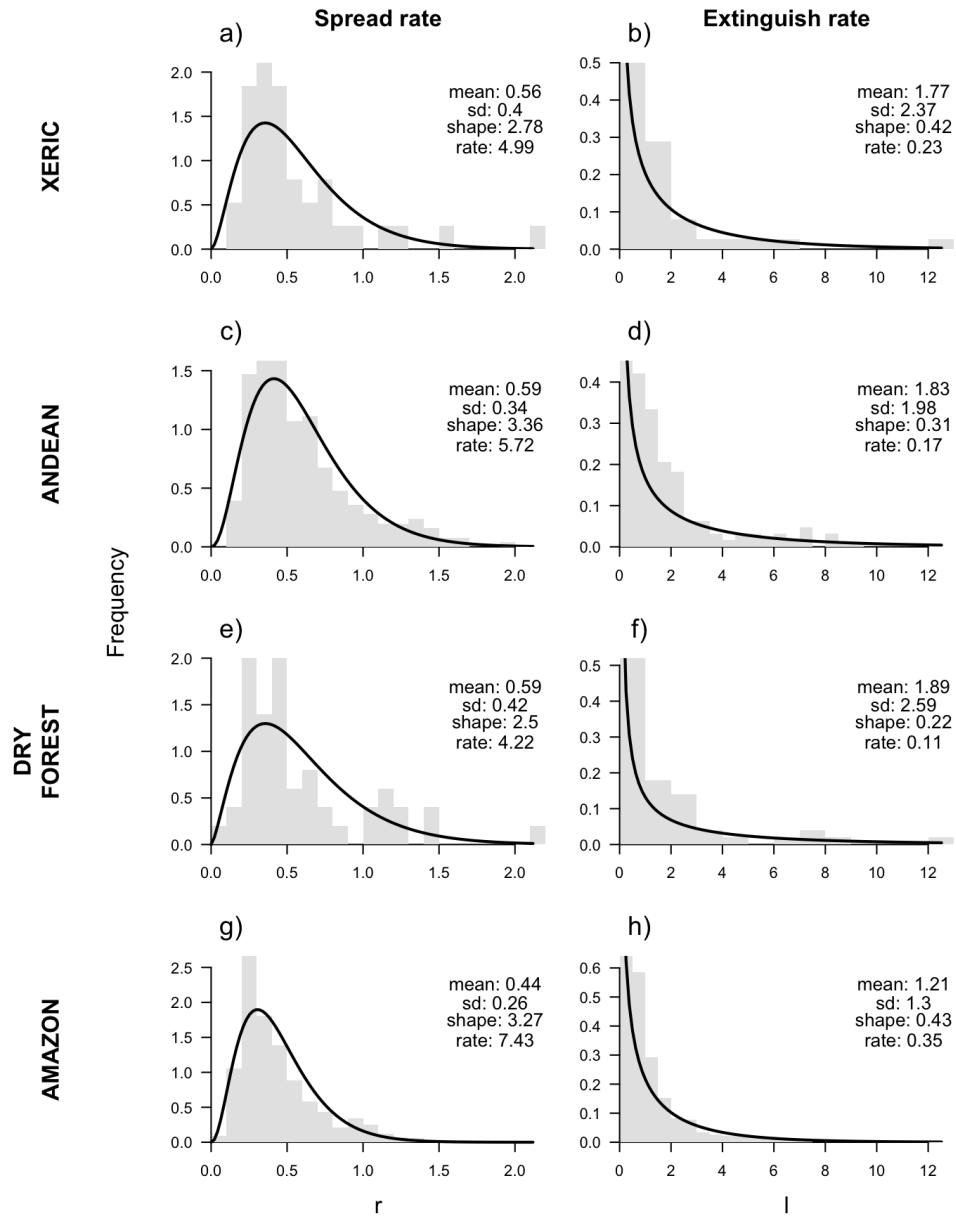 Spread rate
Extinguish rate
a)
b)
XERIC
mean: 0.56
sd: 0.4
shape: 2.78
rate: 4.99
2.0
1.5
1.0
0.5
0.0
0.0 0.5 1.0 1.5 2.0
mean: 1.77
sd: 2.37
shape: 0.42
rate: 0.23
0.5
0.4
0.3
0.2
0.1
0.0
0 2 4 6 8 10 12
c)
d)
ANDEAN
mean: 0.59
sd: 0.34
shape: 3.36
rate: 5.72
1.5
1.0
0.5
0.0
0.0 0.5 1.0 1.5 2.0
mean: 1.83
sd: 1.98
shape: 0.31
rate: 0.17
0.4
0.3
0.2
0.1
0.0
0 2 4 6 8 10 12
Frequency
e)
f)
DRY
FOREST
mean: 0.59
sd: 0.42
shape: 2.5
rate: 4.22
2.0
1.5
1.0
0.5
0.0
0.0 0.5 1.0 1.5 2.0
mean: 1.89
sd: 2.59
shape: 0.22
rate: 0.11
0.5
0.4
0.3
0.2
0.1
0.0
0 2 4 6 8 10 12
g)
h)
AMAZON
mean: 0.44
sd: 0.26
shape: 3.27
rate: 7.43
2.5
2.0
1.5
1.0
0.5
0.0
0.0 0.5 1.0 1.5 2.0
r
mean: 1.21
sd: 1.3
shape: 0.43
rate: 0.35
0.6
0.5
0.4
0.3
0.2
0.1
0.0
0 2 4 6 8 10 12
l